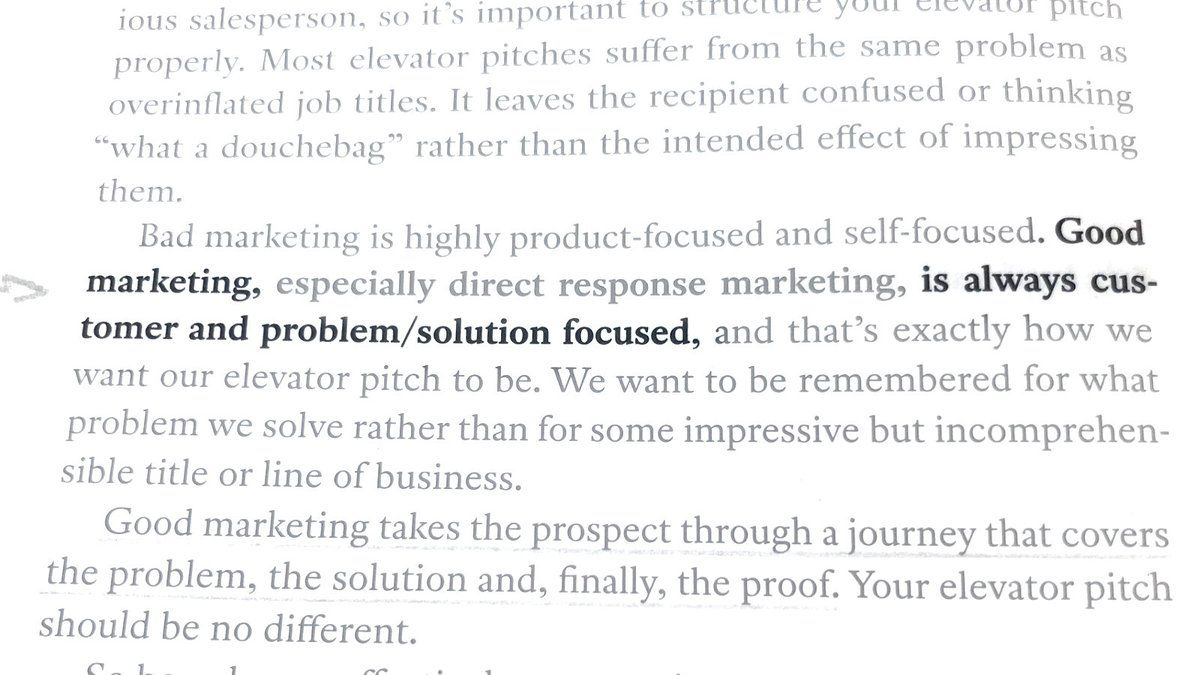 ious salesperson, so it's important to structure your elevator pitch
properly. Most elevator pitches suffer from the same problem as
overinflated job titles. It leaves the recipient confused or thinking
“what a douchebag” rather than the intended effect of impressing
them.
Bad marketing is highly product-focused and self-focused. Good
marketing, especially direct response marketing, is always cus-
tomer and problem/solution focused, and that's exactly how we
want our elevator pitch to be. We want to be remembered for what
problem we solve rather than for some impressive but incomprehen-
sible title or line of business.
Good marketing takes the prospect through a journey that covers
the problem, the solution and, finally, the proof. Your elevator pitch
should be no different.